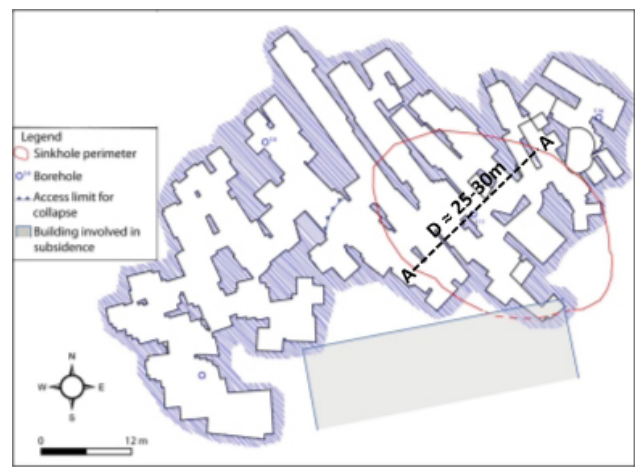 Legend
Sinkhole perimeter
Borehole
Access limit for
collapse
Building involved in
subsidence
A
D ≈ 25-30m
A
N
W
E
S
0
12 m